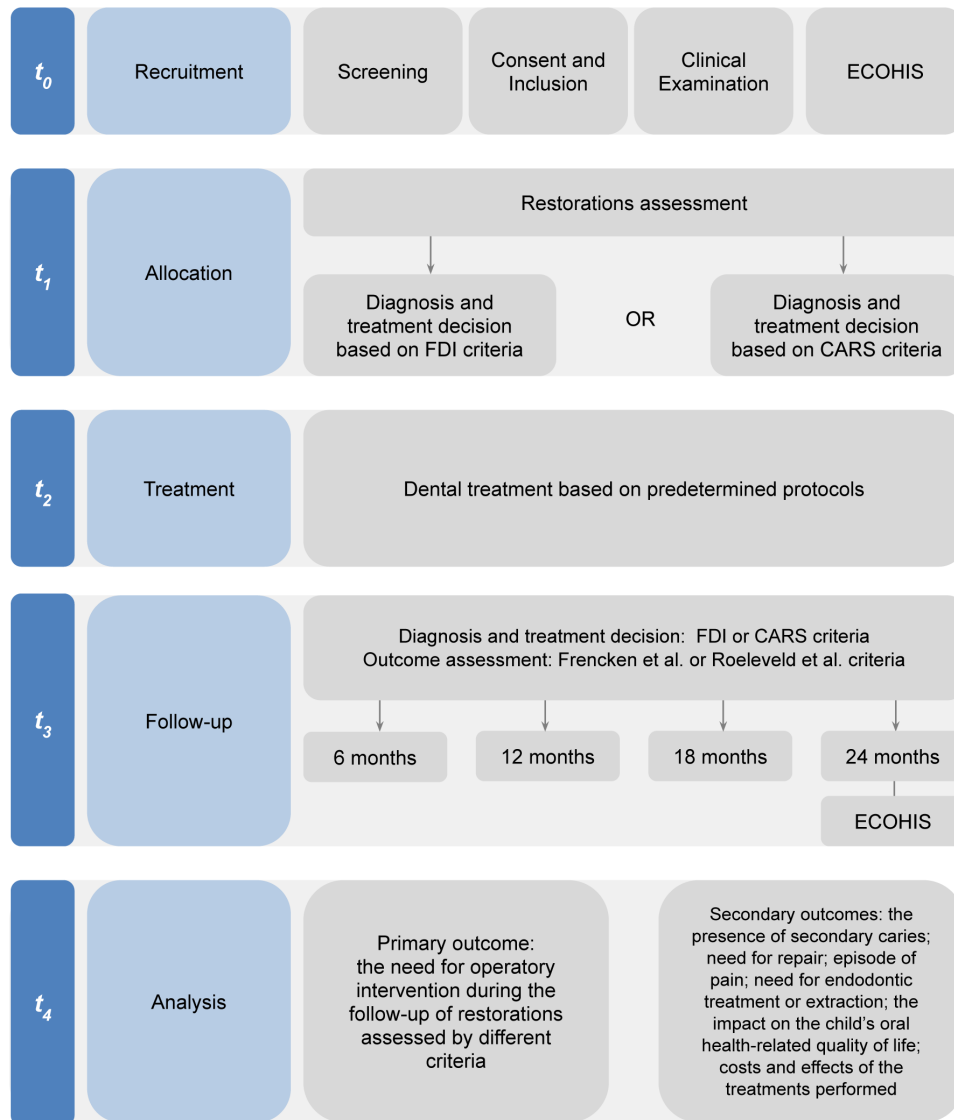 t0
Recruitment
Screening
Consent and
Inclusion
Clinical
Examination
ECOHIS
t1
Allocation
Restorations assessment
Diagnosis and
treatment decision
based on FDI criteria
OR
Diagnosis and
treatment decision
based on CARS criteria
t2
Treatment
Dental treatment based on predetermined protocols
t3
Follow-up
Diagnosis and treatment decision: FDI or CARS criteria
Outcome assessment: Frencken et al. or Roeleveld et al. criteria
6 months
12 months
18 months
24 months
ECOHIS
t4
Analysis
Primary outcome:
the need for operatory
intervention during the
follow-up of restorations
assessed by different
criteria
Secondary outcomes: the
presence of secondary caries;
need for repair; episode of
pain; need for endodontic
treatment or extraction; the
impact on the child’s oral
health-related quality of life;
costs and effects of the
treatments performed